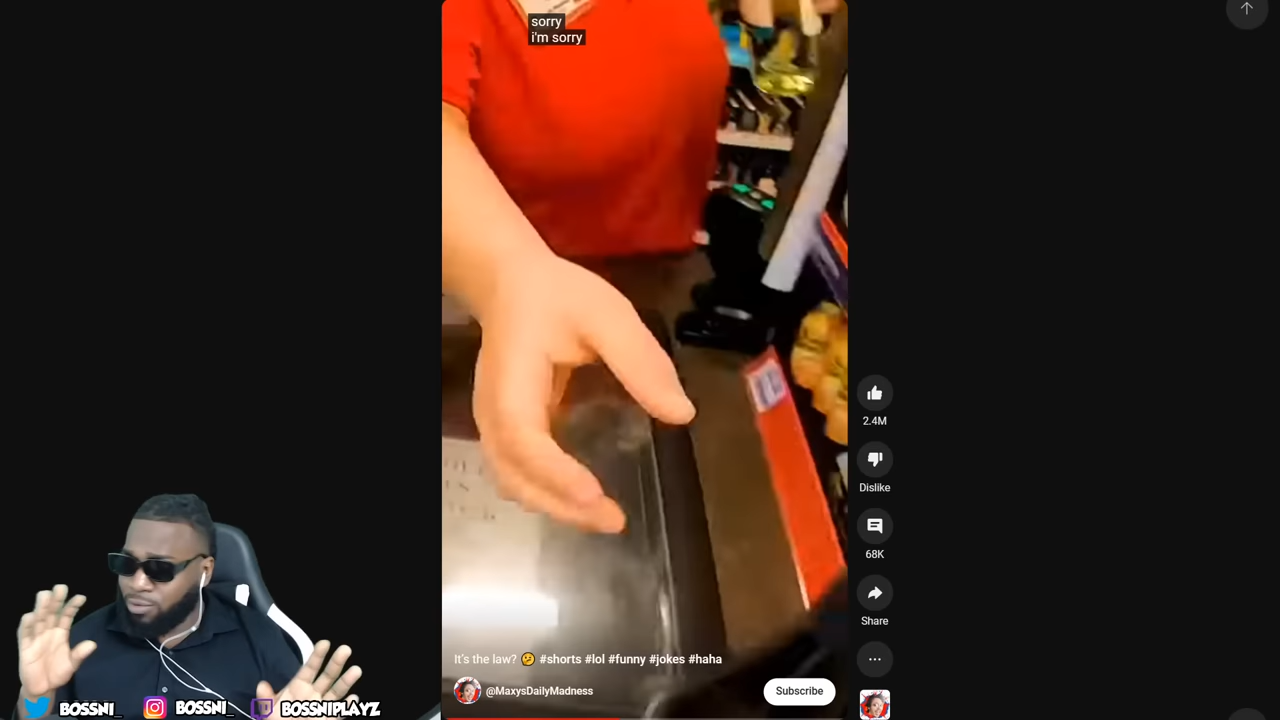 sorry
i'm sorry
2.4M
Dislike
68K
Share
It's the law? 🤔 #shorts #lol #funny #jokes #haha
@MaxysDailyMadness
Subscribe
BOSSNI_
BOSSNI_
BOSSNIPLAYZ